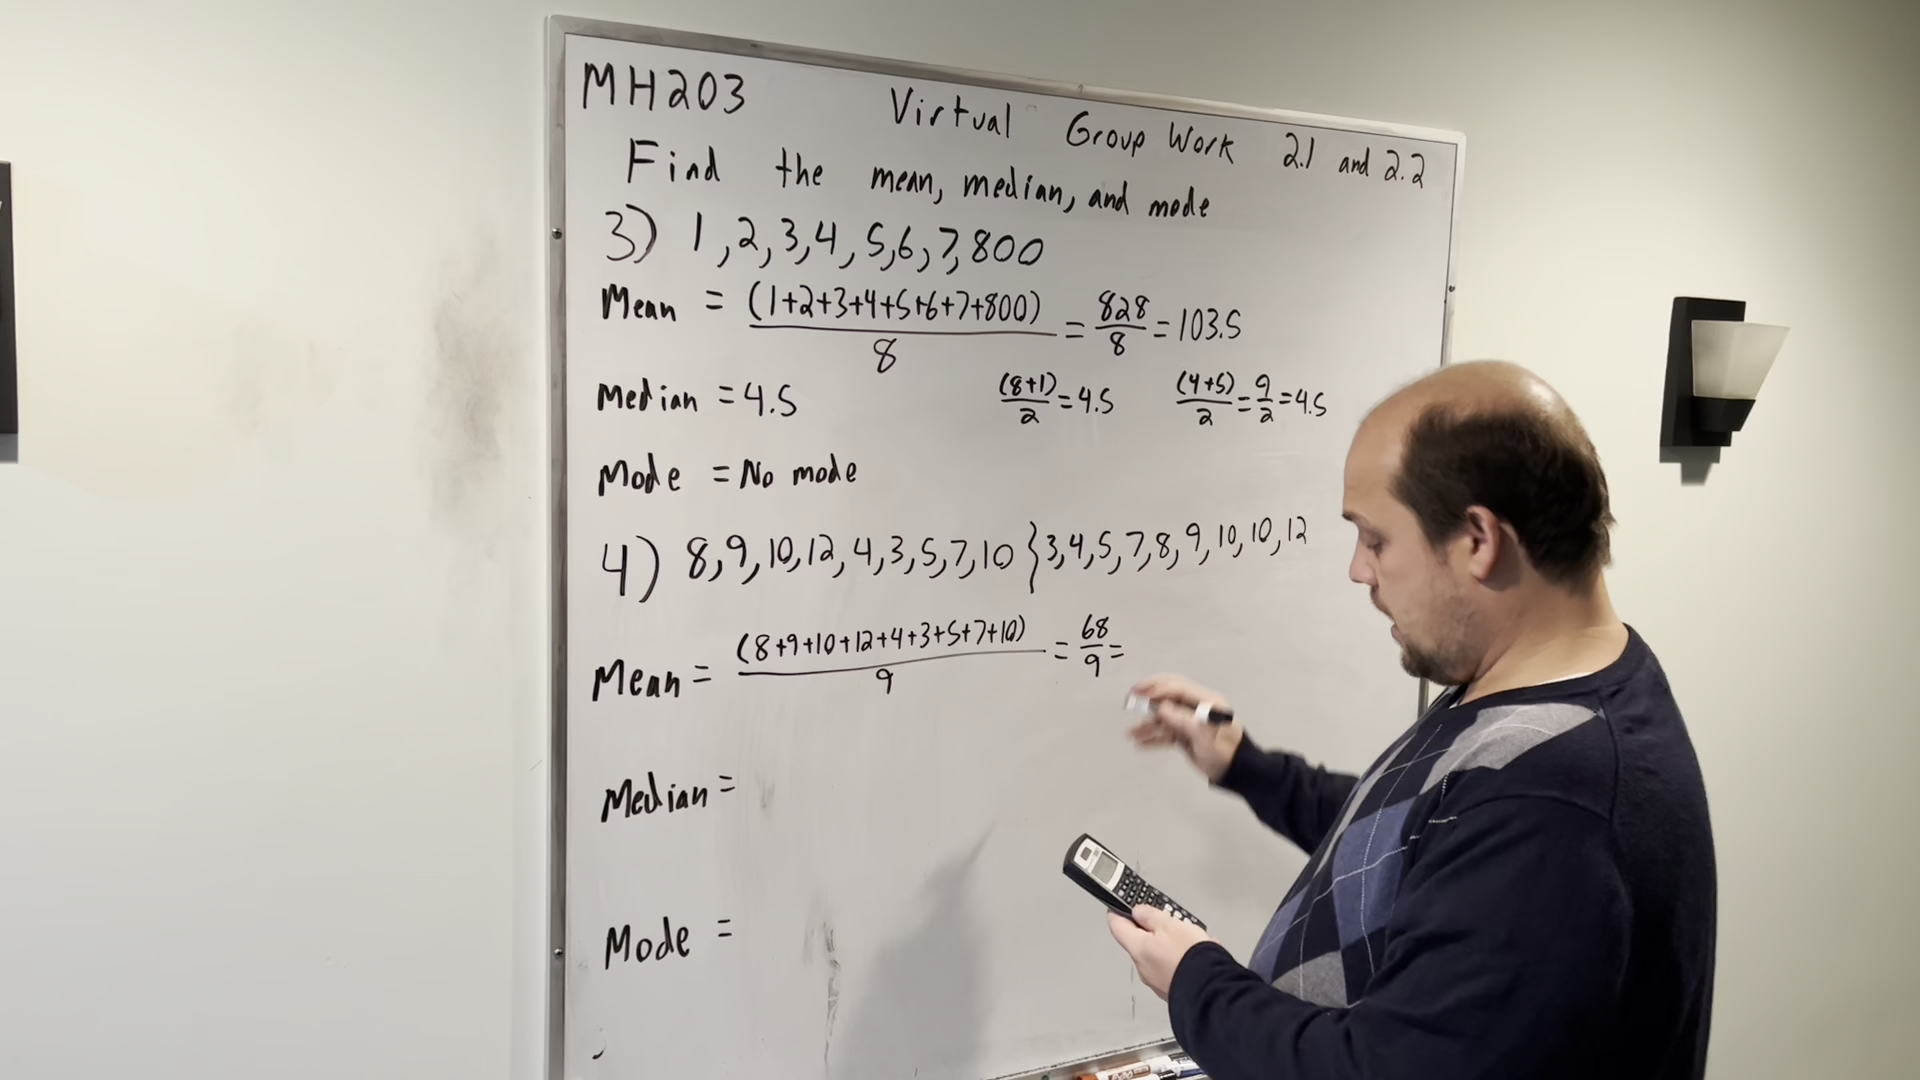 MH203 Virtual Group Work 2.1 and 2.2
Find the mean, median, and mode
3) 1, 2, 3, 4, 5, 6, 7, 800
Mean = (1+2+3+4+5+6+7+800)/8 = 828/8 = 103.5
Median = 4.5 (8+1)/2 = 4.5 (4+5)/2 = 9/2 = 4.5
Mode = No mode
4) 8, 9, 10, 12, 4, 3, 5, 7, 10 } 3, 4, 5, 7, 8, 9, 10, 10, 12
Mean = (8+9+10+12+4+3+5+7+10)/9 = 68/9 =
Median =
Mode =